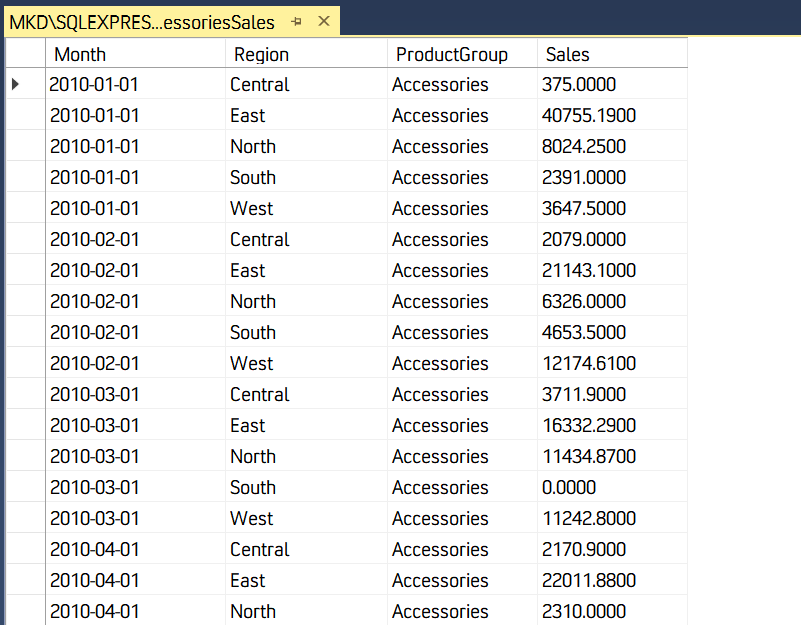 MKD\SQLEXPRES...essoriesSales
Month Region ProductGroup Sales
2010-01-01 Central Accessories 375.0000
2010-01-01 East Accessories 40755.1900
2010-01-01 North Accessories 8024.2500
2010-01-01 South Accessories 2391.0000
2010-01-01 West Accessories 3647.5000
2010-02-01 Central Accessories 2079.0000
2010-02-01 East Accessories 21143.1000
2010-02-01 North Accessories 6326.0000
2010-02-01 South Accessories 4653.5000
2010-02-01 West Accessories 12174.6100
2010-03-01 Central Accessories 3711.9000
2010-03-01 East Accessories 16332.2900
2010-03-01 North Accessories 11434.8700
2010-03-01 South Accessories 0.0000
2010-03-01 West Accessories 11242.8000
2010-04-01 Central Accessories 2170.9000
2010-04-01 East Accessories 22011.8800
2010-04-01 North Accessories 2310.0000